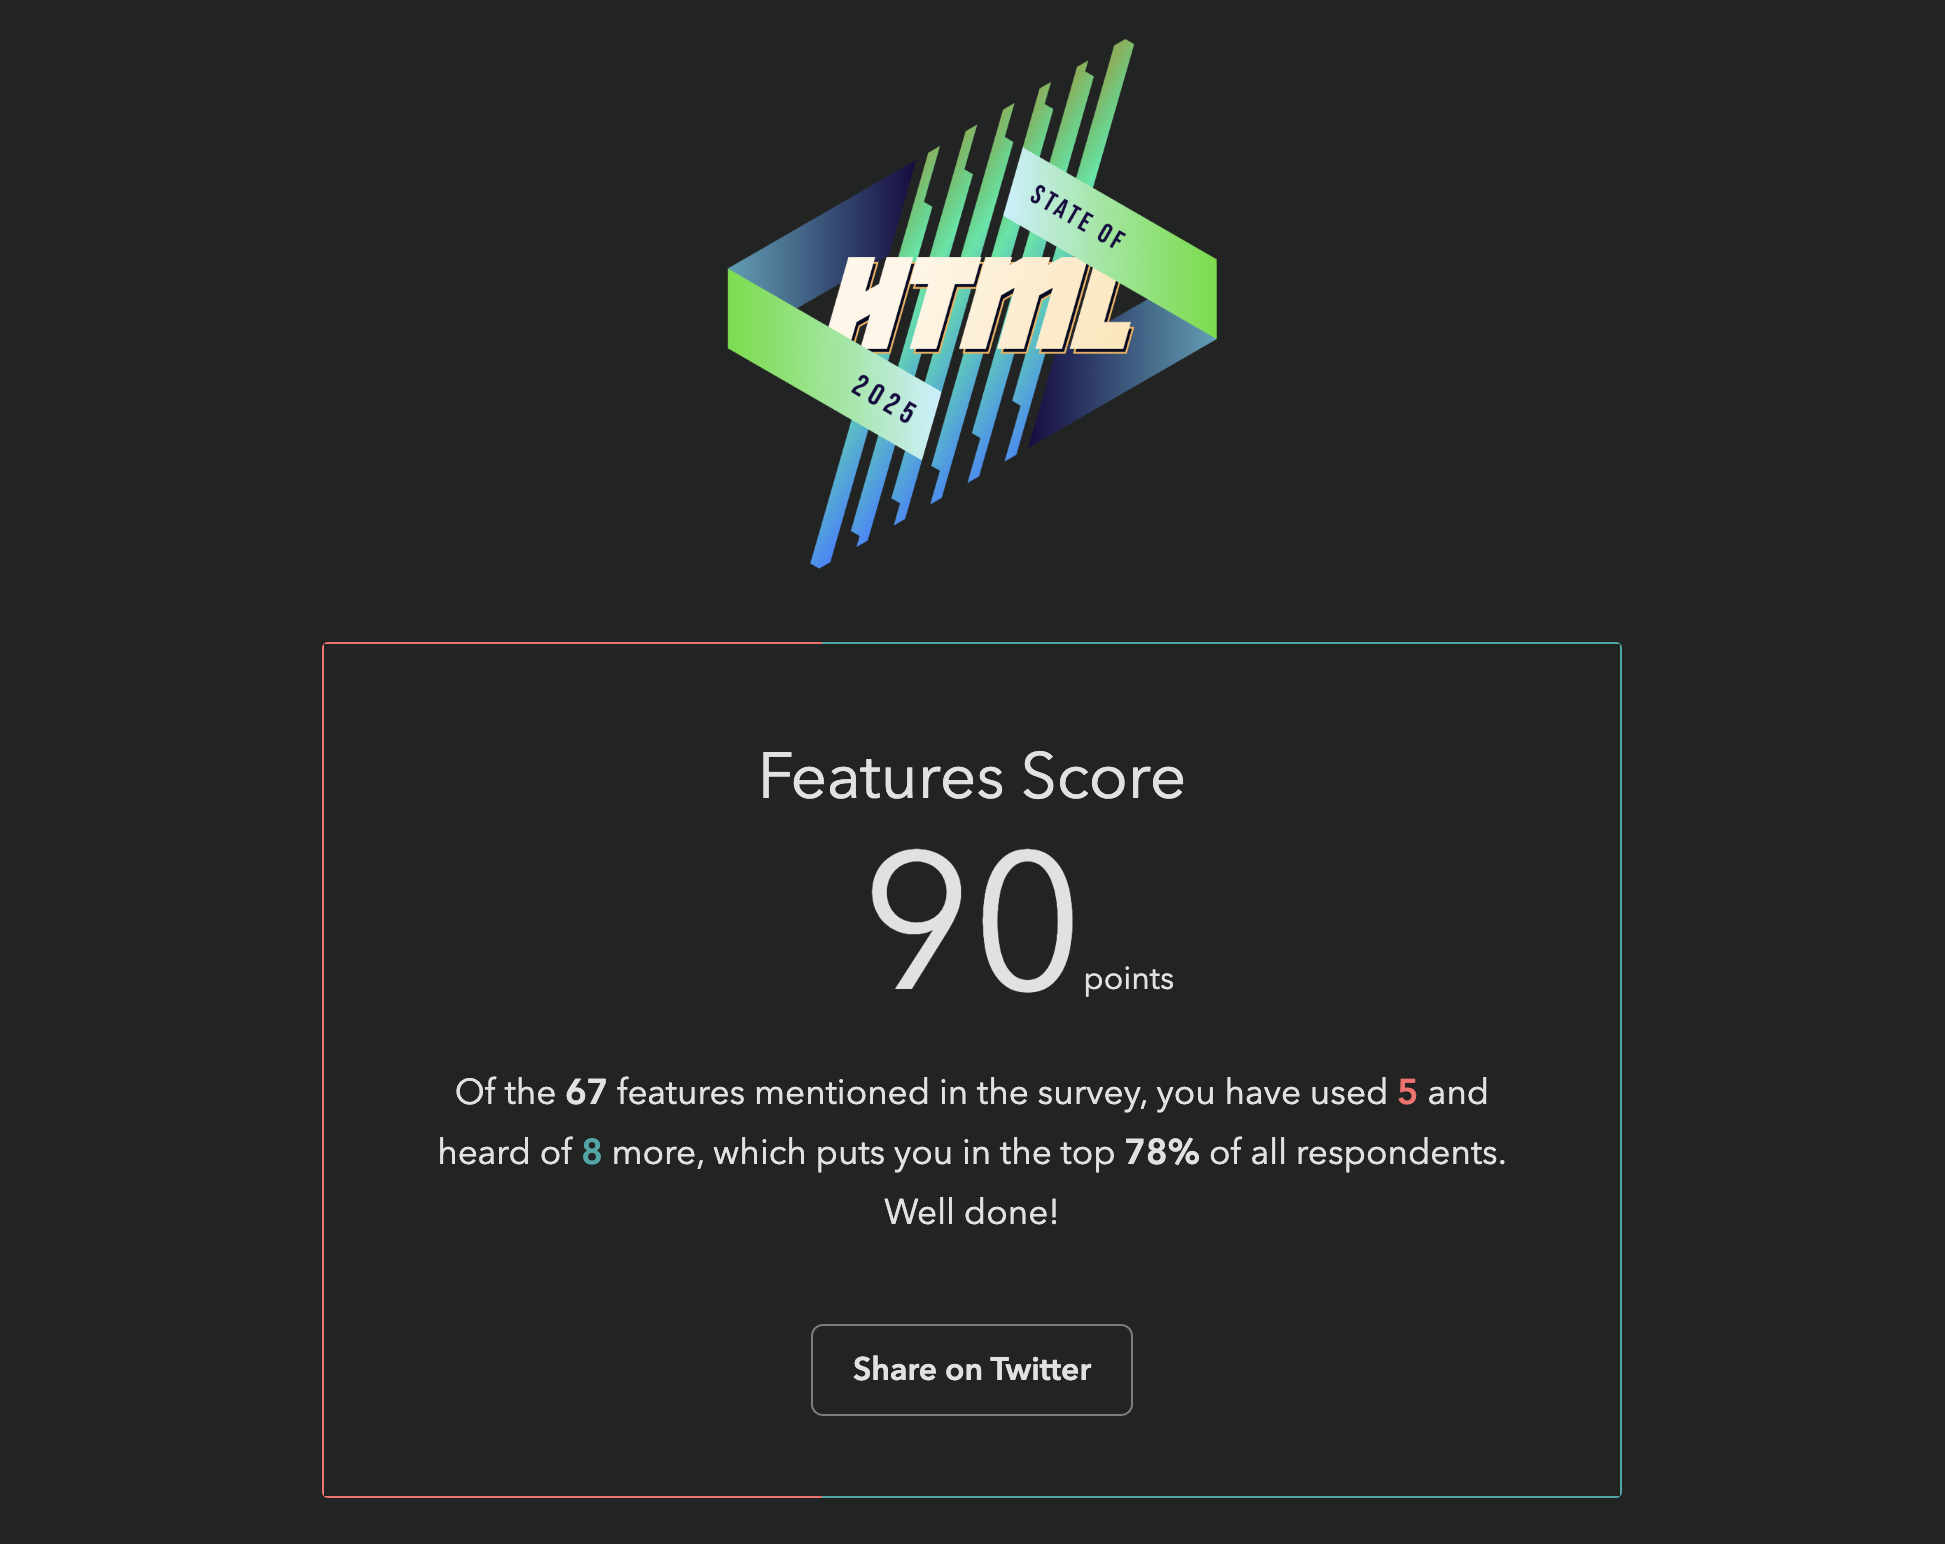 STATE OF
HTML
2025
Features Score
90 points
Of the 67 features mentioned in the survey, you have used 5 and
heard of 8 more, which puts you in the top 78% of all respondents.
Well done!
Share on Twitter